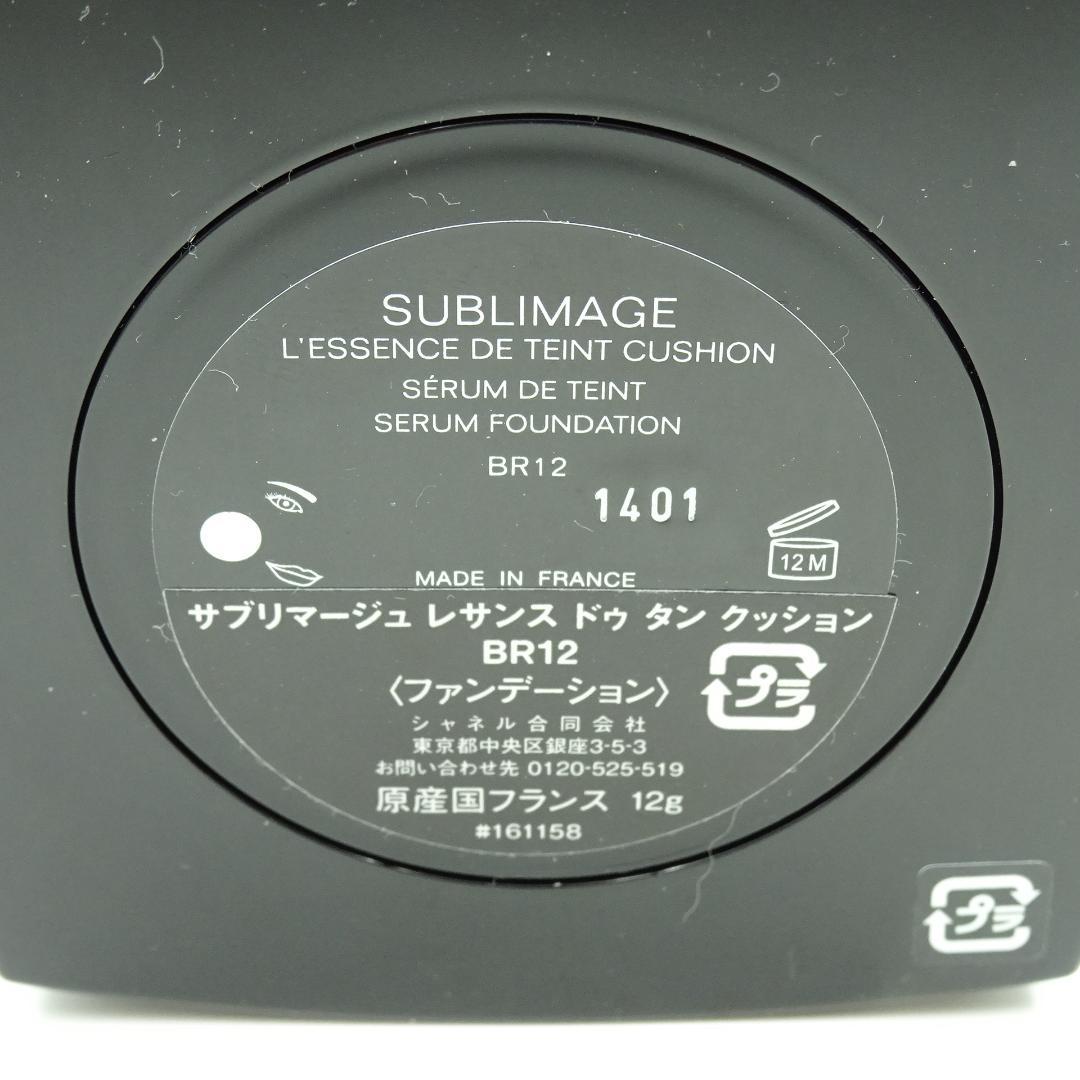 SUBLIMAGE
L'ESSENCE DE TEINT CUSHION
SÉRUM DE TEINT
SERUM FOUNDATION
BR12
1401
12M
MADE IN FRANCE
サブリマージュ レサンス ドゥ タン クッション
BR12
〈ファンデーション〉
プラ
シャネル合同会社
東京都中央区銀座3-5-3
お問い合わせ先 0120-525-519
原産国フランス 12g
#161158
プラ